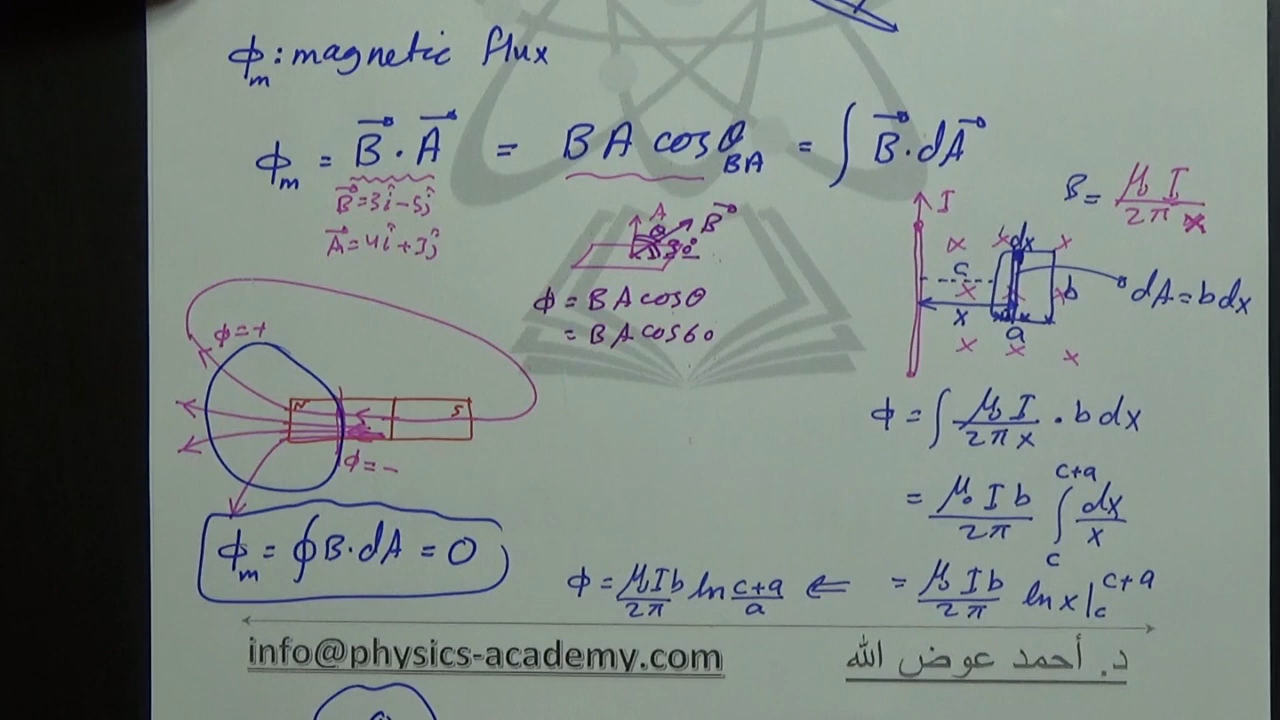 ϕm: magnetic flux
ϕm = B⃗ · A⃗ = BA cosθBA = ∫ B⃗ · dA⃗
B⃗ = 3î - 5ĵ
A⃗ = 4î + 3ĵ
A
B⃗
θ
30°
ϕ = BA cosθ
= BA cos60
I
B = μ₀I / 2πx
c
dx
b
dA = b dx
x
a
ϕ = +
N
S
ϕ = -
ϕm = ∮ B · dA = 0
ϕ = ∫ μ₀I / 2πx · b dx
= μ₀Ib / 2π ∫ c c+a dx / x
= μ₀Ib / 2π ln x |c c+a
⇐
ϕ = μ₀Ib / 2π ln c+a / a
info@physics-academy.com
د. أحمد عوض الله